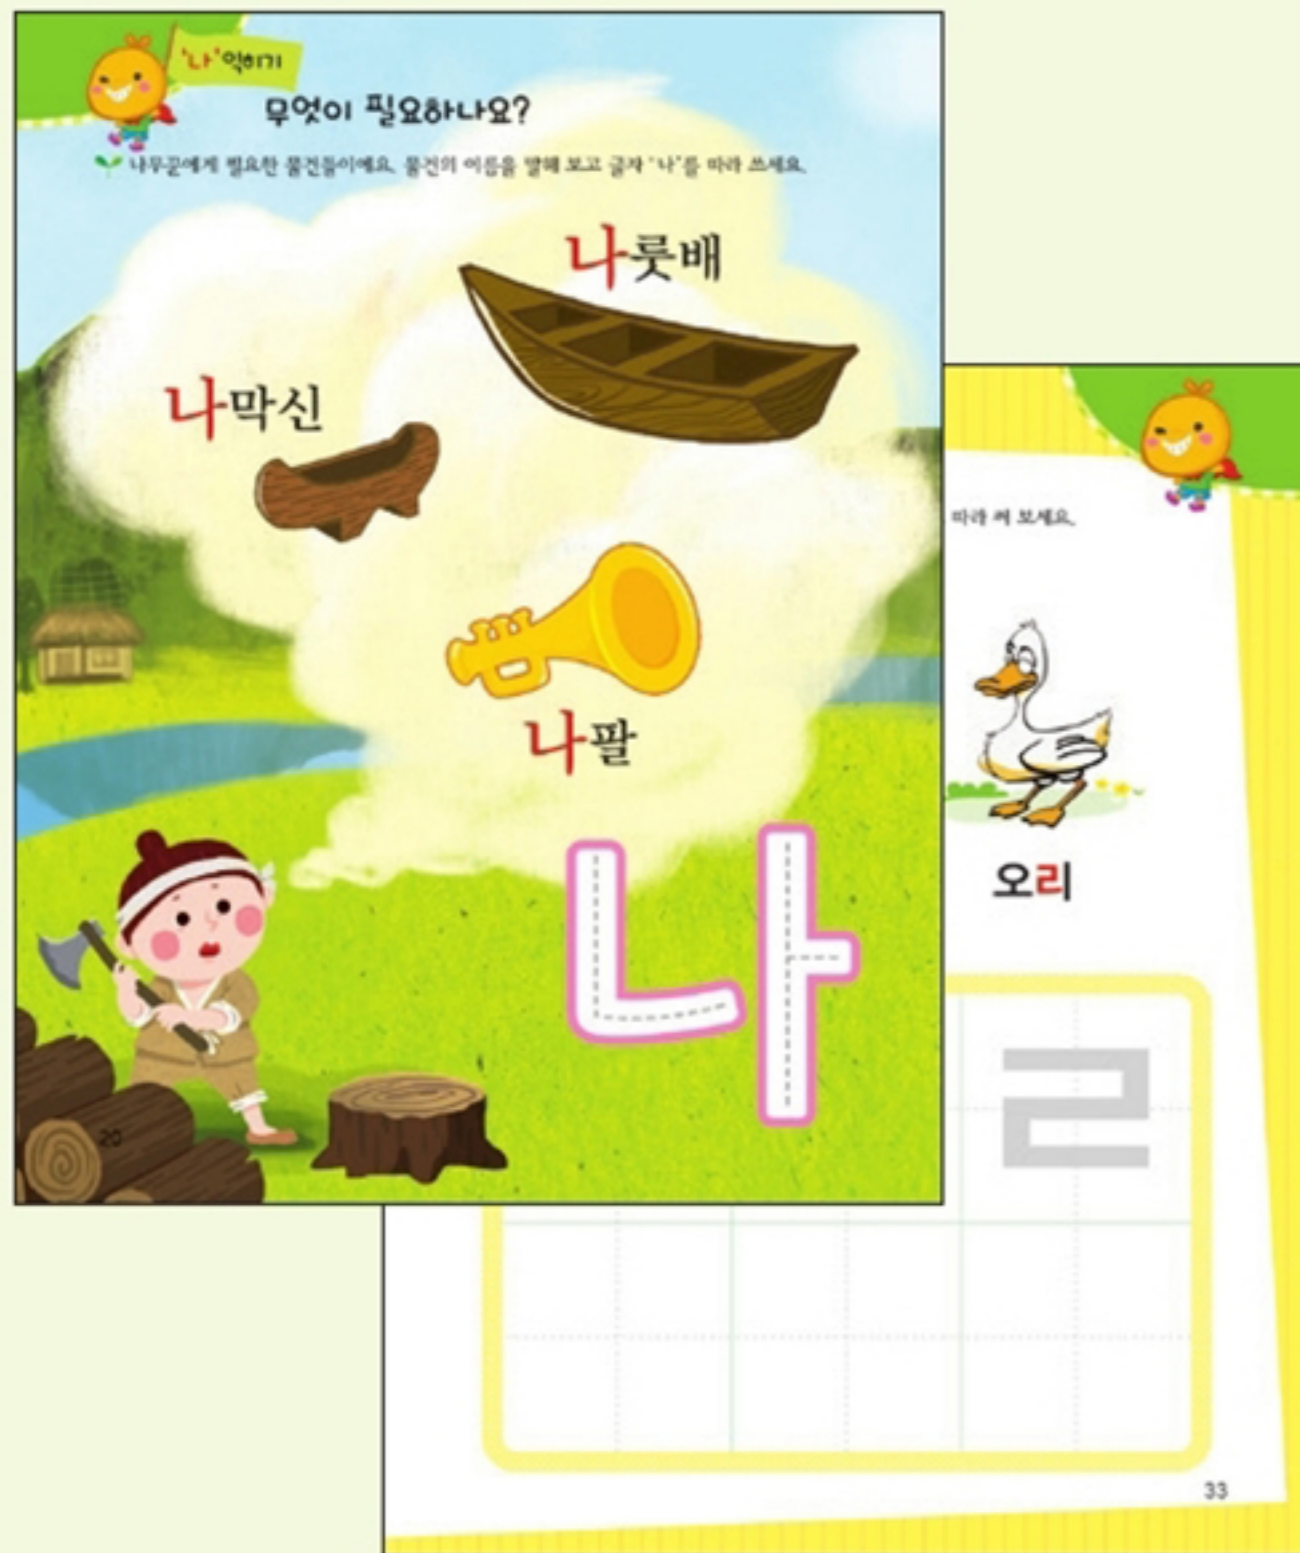 '나' 익히기
무엇이 필요하나요?
나무꾼에게 필요한 물건들이에요. 물건의 이름을 말해 보고 글자 '나'를 따라 쓰세요.
나룻배
나막신
나팔
나
20
따라 써 보세요.
오리
ㄹ
33